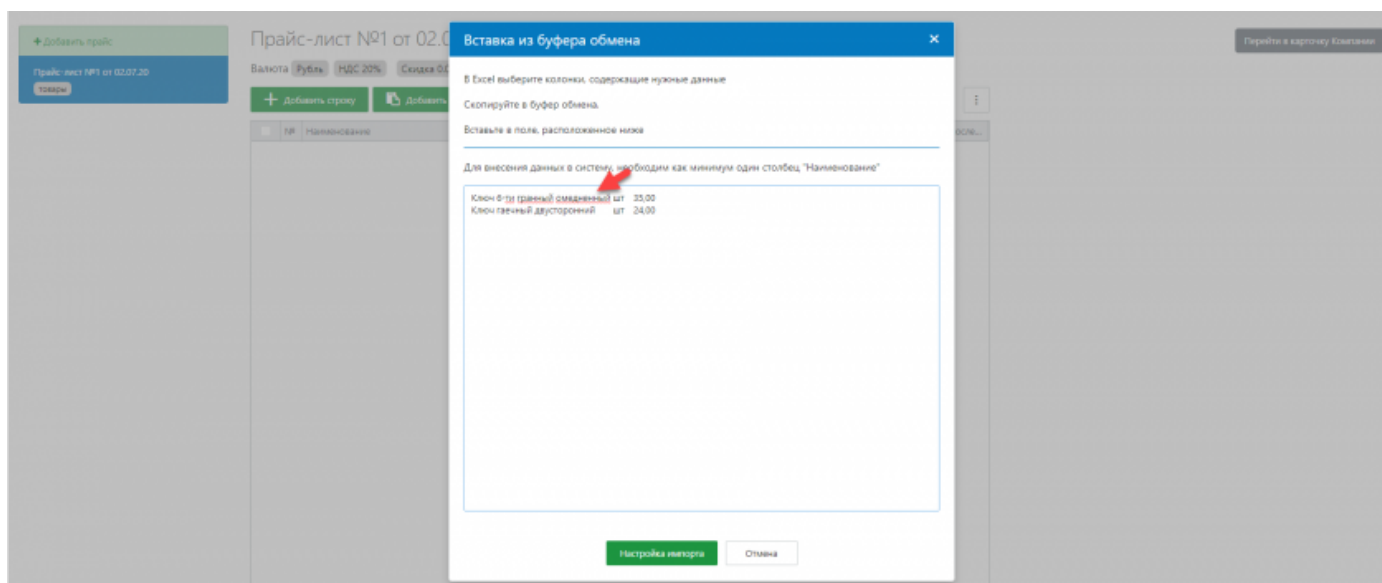 + Добавить прайс
Прайс-лист №1 от 02.07.20
товары
Прайс-лист №1 от 02.0
Валюта Рубль НДС 20% Скидка 0.0
+ Добавить строку Добавить
№ Наименование
Вставка из буфера обмена ×
В Excel выберите колонки, содержащие нужные данные
Скопируйте в буфер обмена.
Вставьте в поле, расположенное ниже
Для внесения данных в систему, необходим как минимум один столбец "Наименование"
Ключ 6-ти гранный омедненный шт 35,00
Ключ гаечный двусторонний шт 24,00
Настройка импорта Отмена
Перейти в карточку Компании